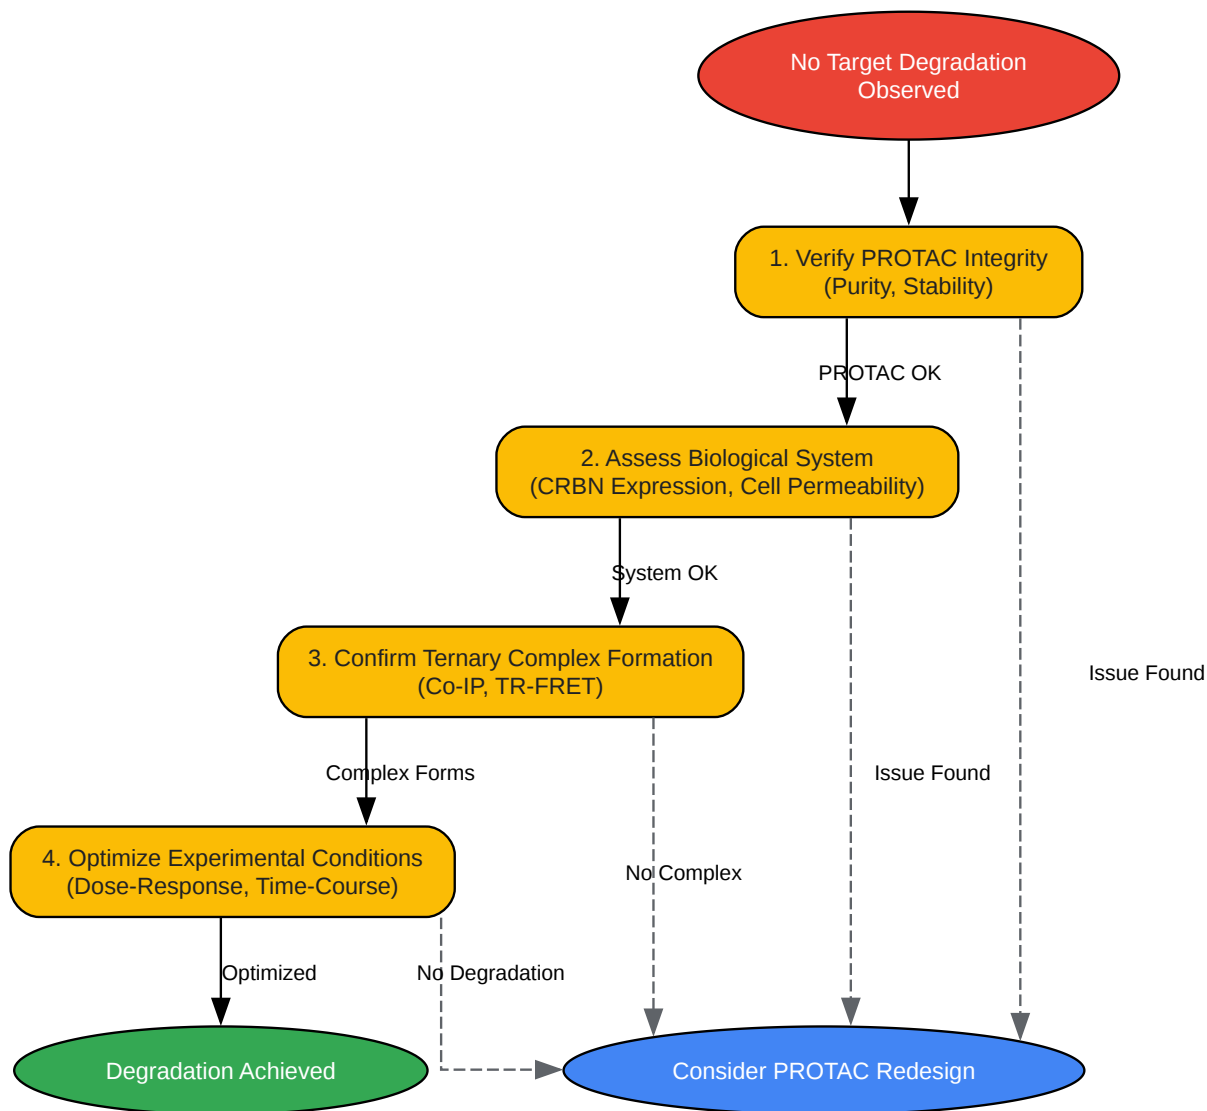 No Target Degradation
Observed
1. Verify PROTAC Integrity
(Purity, Stability)
PROTAC OK
2. Assess Biological System
(CRBN Expression, Cell Permeability)
System OK
3. Confirm Ternary Complex Formation
(Co-IP, TR-FRET)
Issue Found
Complex Forms
Issue Found
4. Optimize Experimental Conditions
(Dose-Response, Time-Course)
No Complex
Optimized
No Degradation
Degradation Achieved
Consider PROTAC Redesign